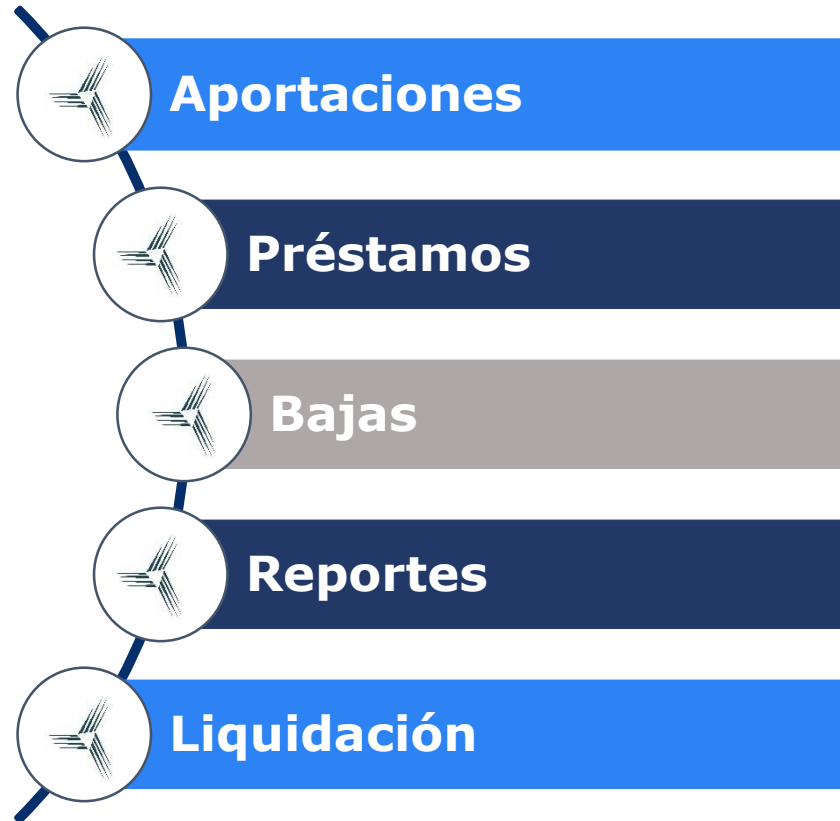 Aportaciones
Préstamos
Bajas
Reportes
Liquidación